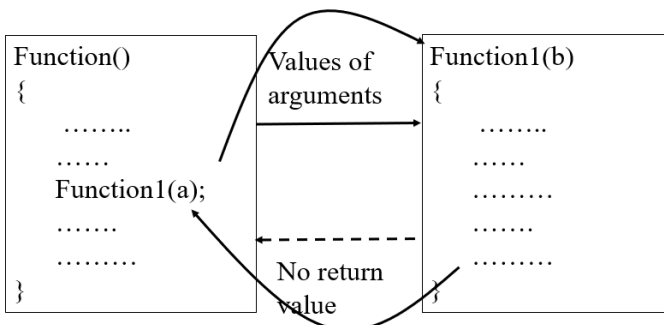 Function()
{
……..
……
Function1(a);
…….
………
}
Values of
arguments
No return
value
Function1(b)
{
……..
……
………
…….
………
}